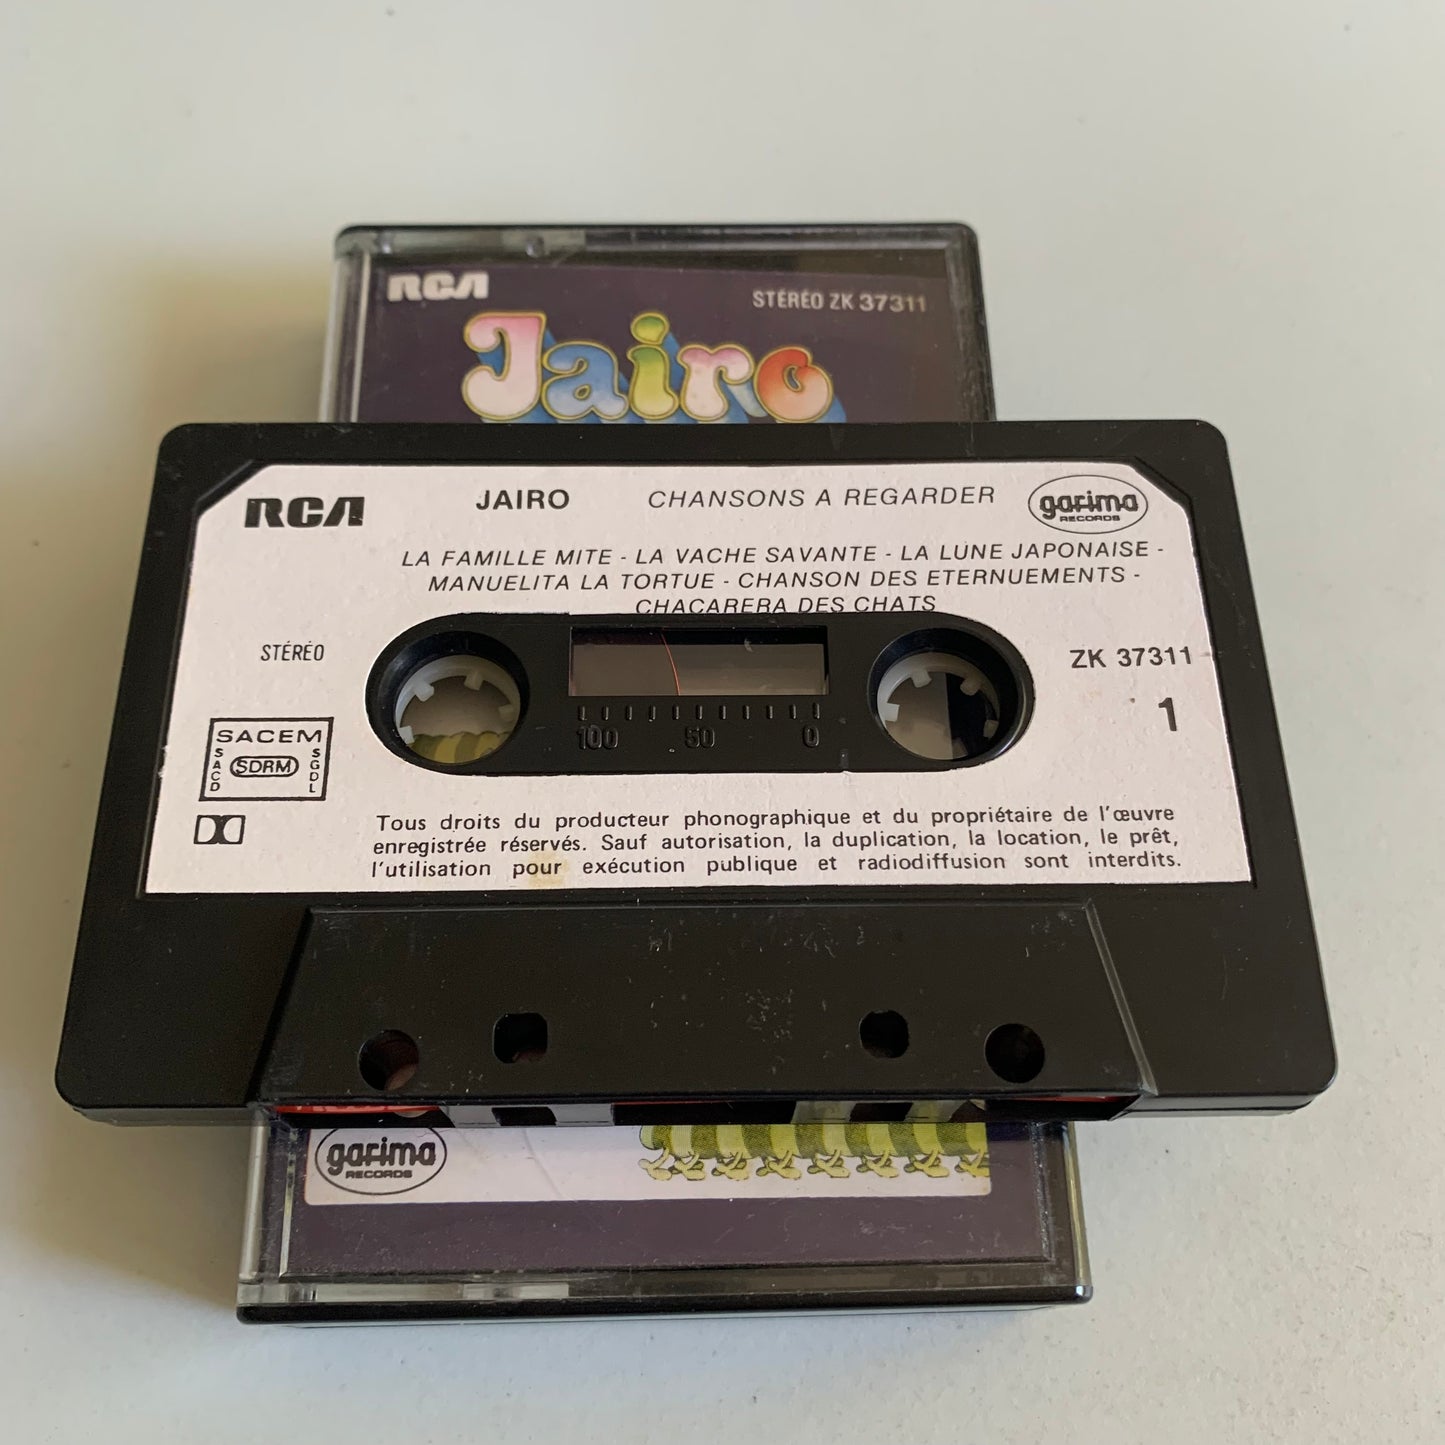 RCA
STÉRÉO ZK 37311
Jairo
RCA
JAIRO
CHANSONS A REGARDER
garima
RECORDS
LA FAMILLE MITE - LA VACHE SAVANTE - LA LUNE JAPONAISE -
MANUELITA LA TORTUE - CHANSON DES ETERNUEMENTS -
CHACARERA DES CHATS
STÉRÉO
ZK 37311
1
100 50 0
SACEM
SACD
SDRM
SGDL
Tous droits du producteur phonographique et du propriétaire de l'œuvre
enregistrée réservés. Sauf autorisation, la duplication, la location, le prêt,
l'utilisation pour exécution publique et radiodiffusion sont interdits.
garima
RECORDS